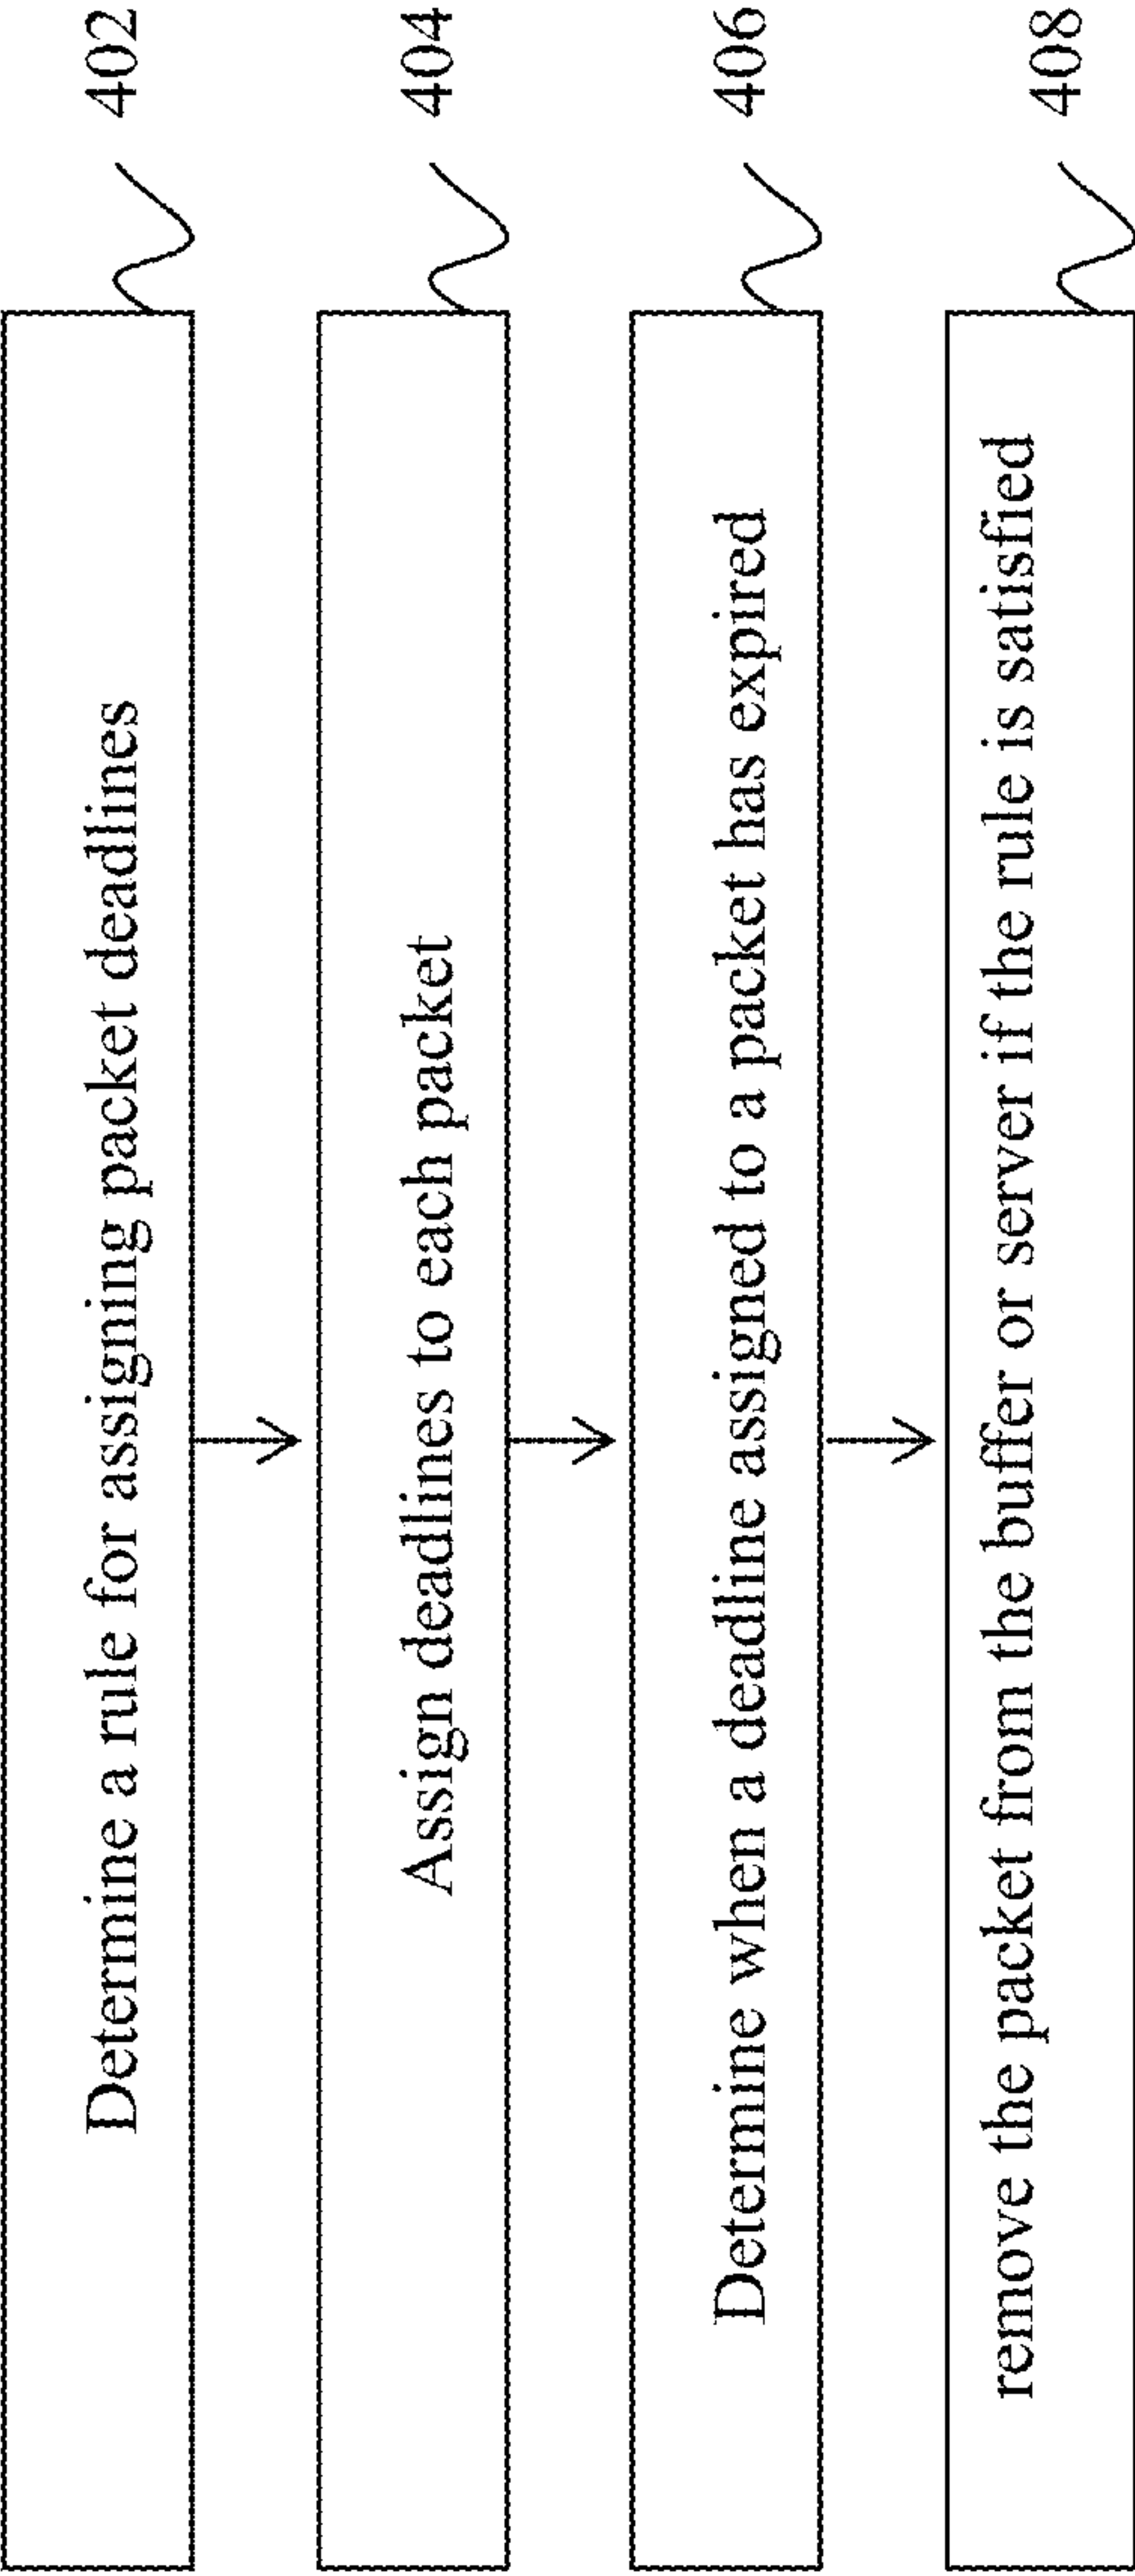 Determine a rule for assigning packet deadlines
402
Assign deadlines to each packet
404
Determine when a deadline assigned to a packet has expired
406
remove the packet from the buffer or server if the rule is satisfied
408